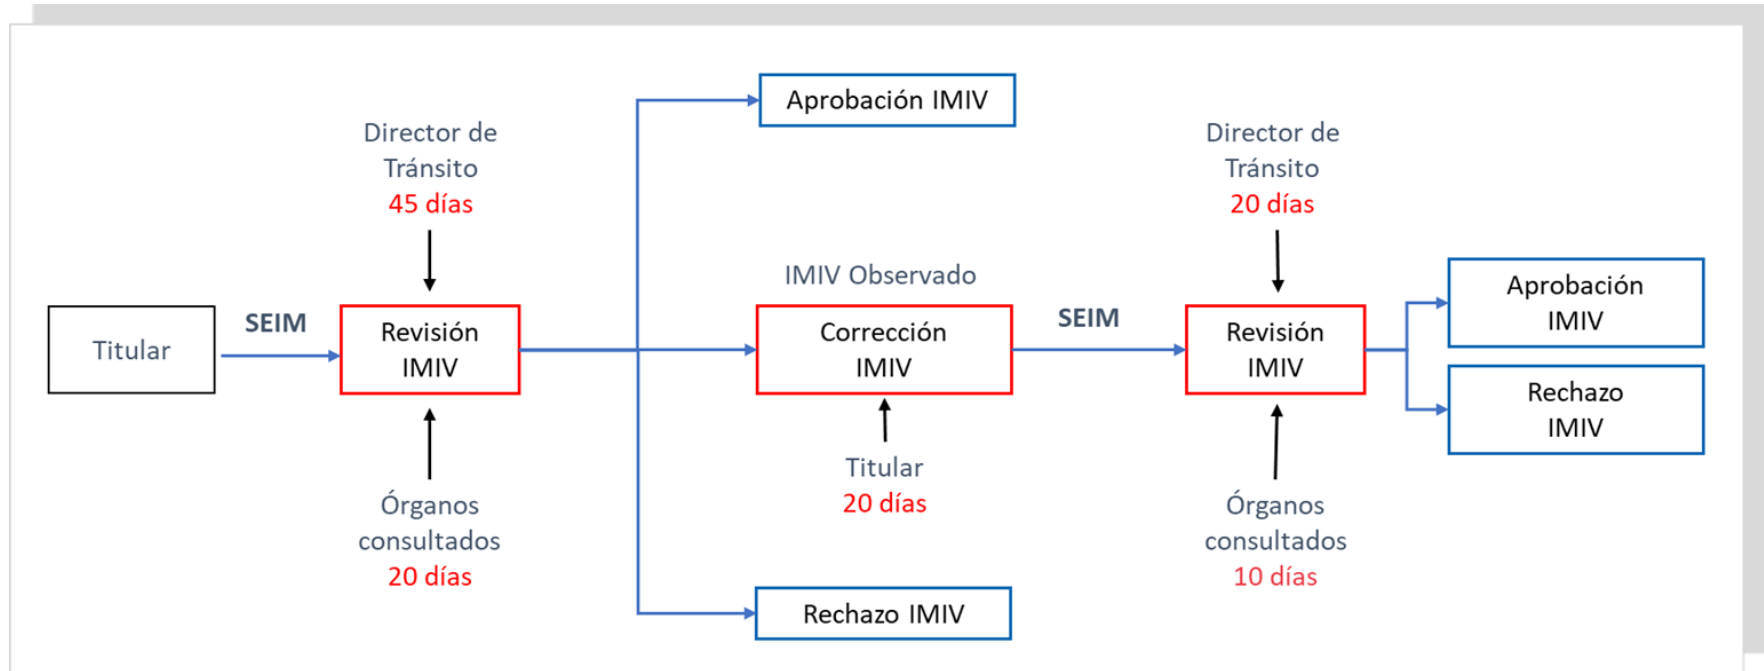 Titular
SEIM
Director de
Tránsito
45 días
Revisión
IMIV
Órganos
consultados
20 días
Aprobación IMIV
IMIV Observado
Corrección
IMIV
Titular
20 días
Rechazo IMIV
SEIM
Director de
Tránsito
20 días
Revisión
IMIV
Órganos
consultados
10 días
Aprobación
IMIV
Rechazo
IMIV